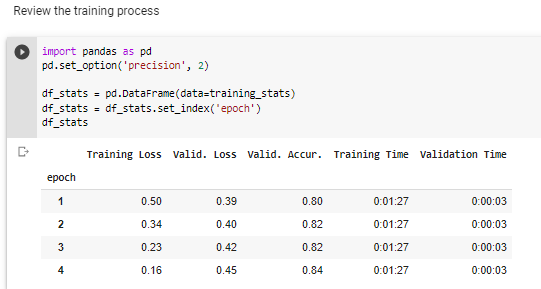 Review the training process
import pandas as pd
pd.set_option('precision', 2)
df_stats = pd.DataFrame(data=training_stats)
df_stats = df_stats.set_index('epoch')
df_stats
Training Loss Valid. Loss Valid. Accur. Training Time Validation Time
epoch
1 0.50 0.39 0.80 0:01:27 0:00:03
2 0.34 0.40 0.82 0:01:27 0:00:03
3 0.23 0.42 0.82 0:01:27 0:00:03
4 0.16 0.45 0.84 0:01:27 0:00:03